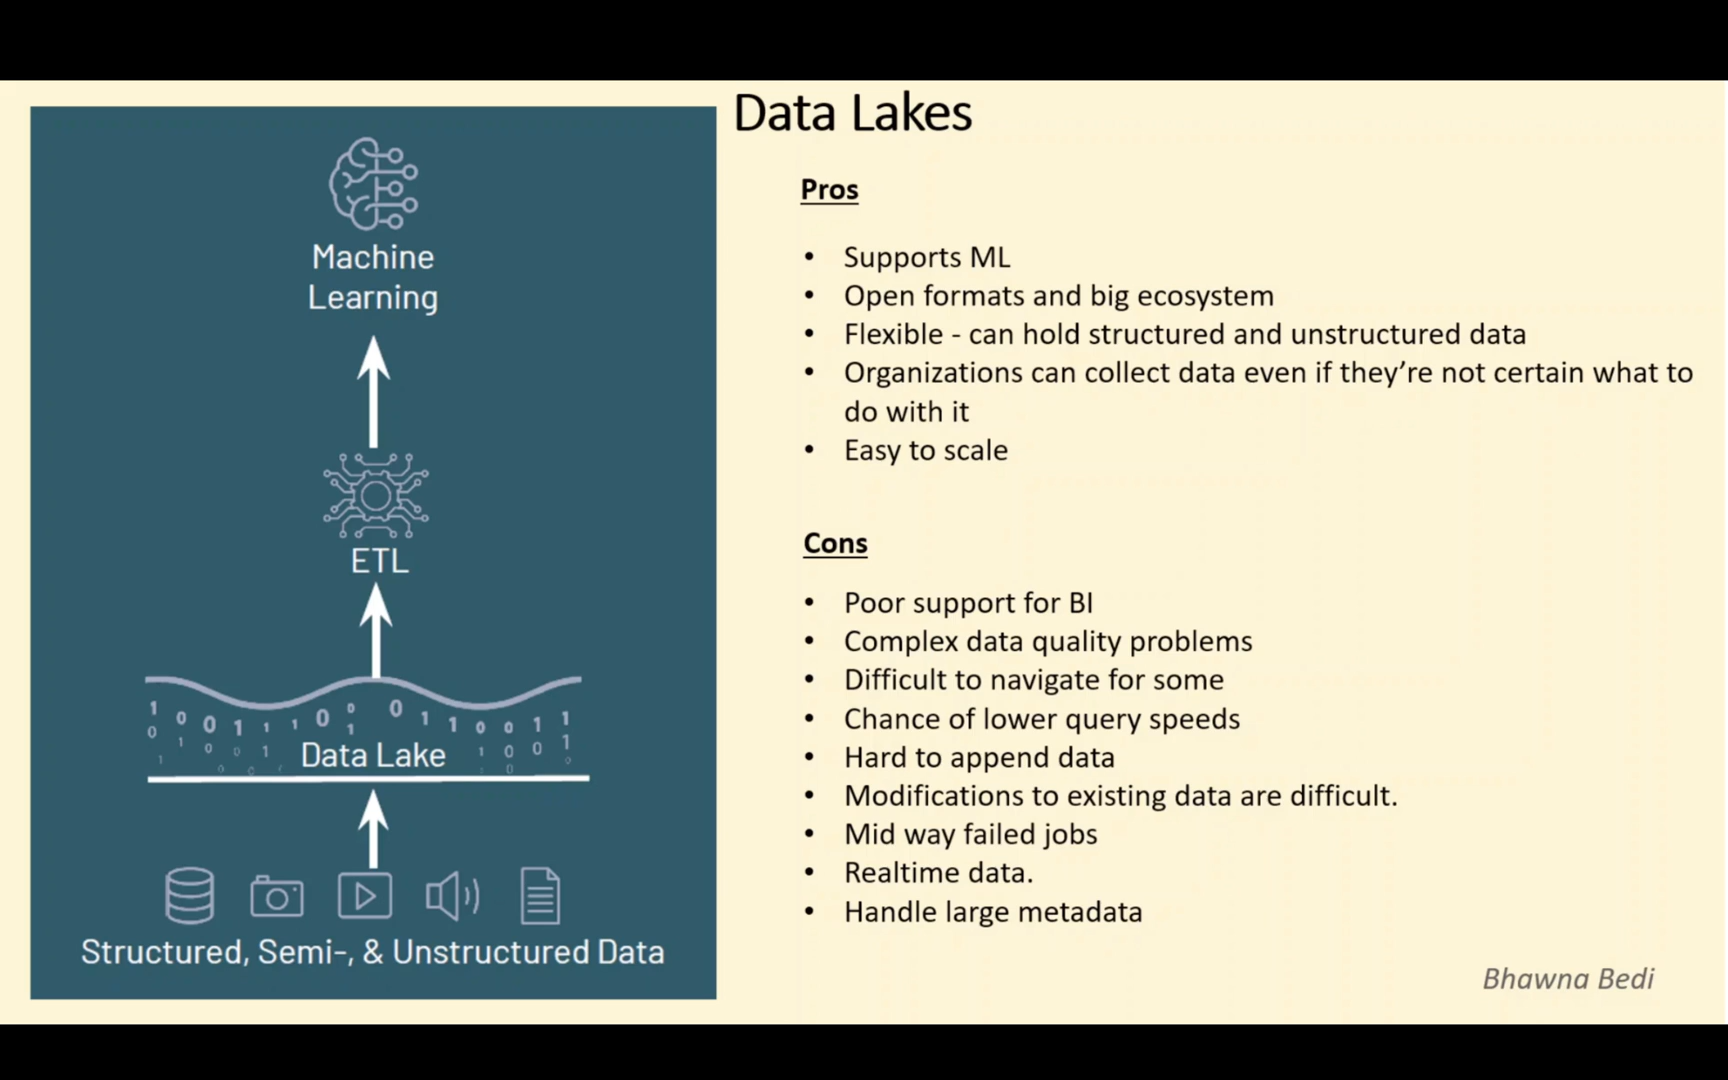 Data Lakes
Machine
Learning
ETL
Data Lake
Structured, Semi-, & Unstructured Data
Pros
• Supports ML
• Open formats and big ecosystem
• Flexible - can hold structured and unstructured data
• Organizations can collect data even if they’re not certain what to
do with it
• Easy to scale
Cons
• Poor support for BI
• Complex data quality problems
• Difficult to navigate for some
• Chance of lower query speeds
• Hard to append data
• Modifications to existing data are difficult.
• Mid way failed jobs
• Realtime data.
• Handle large metadata
Bhawna Bedi